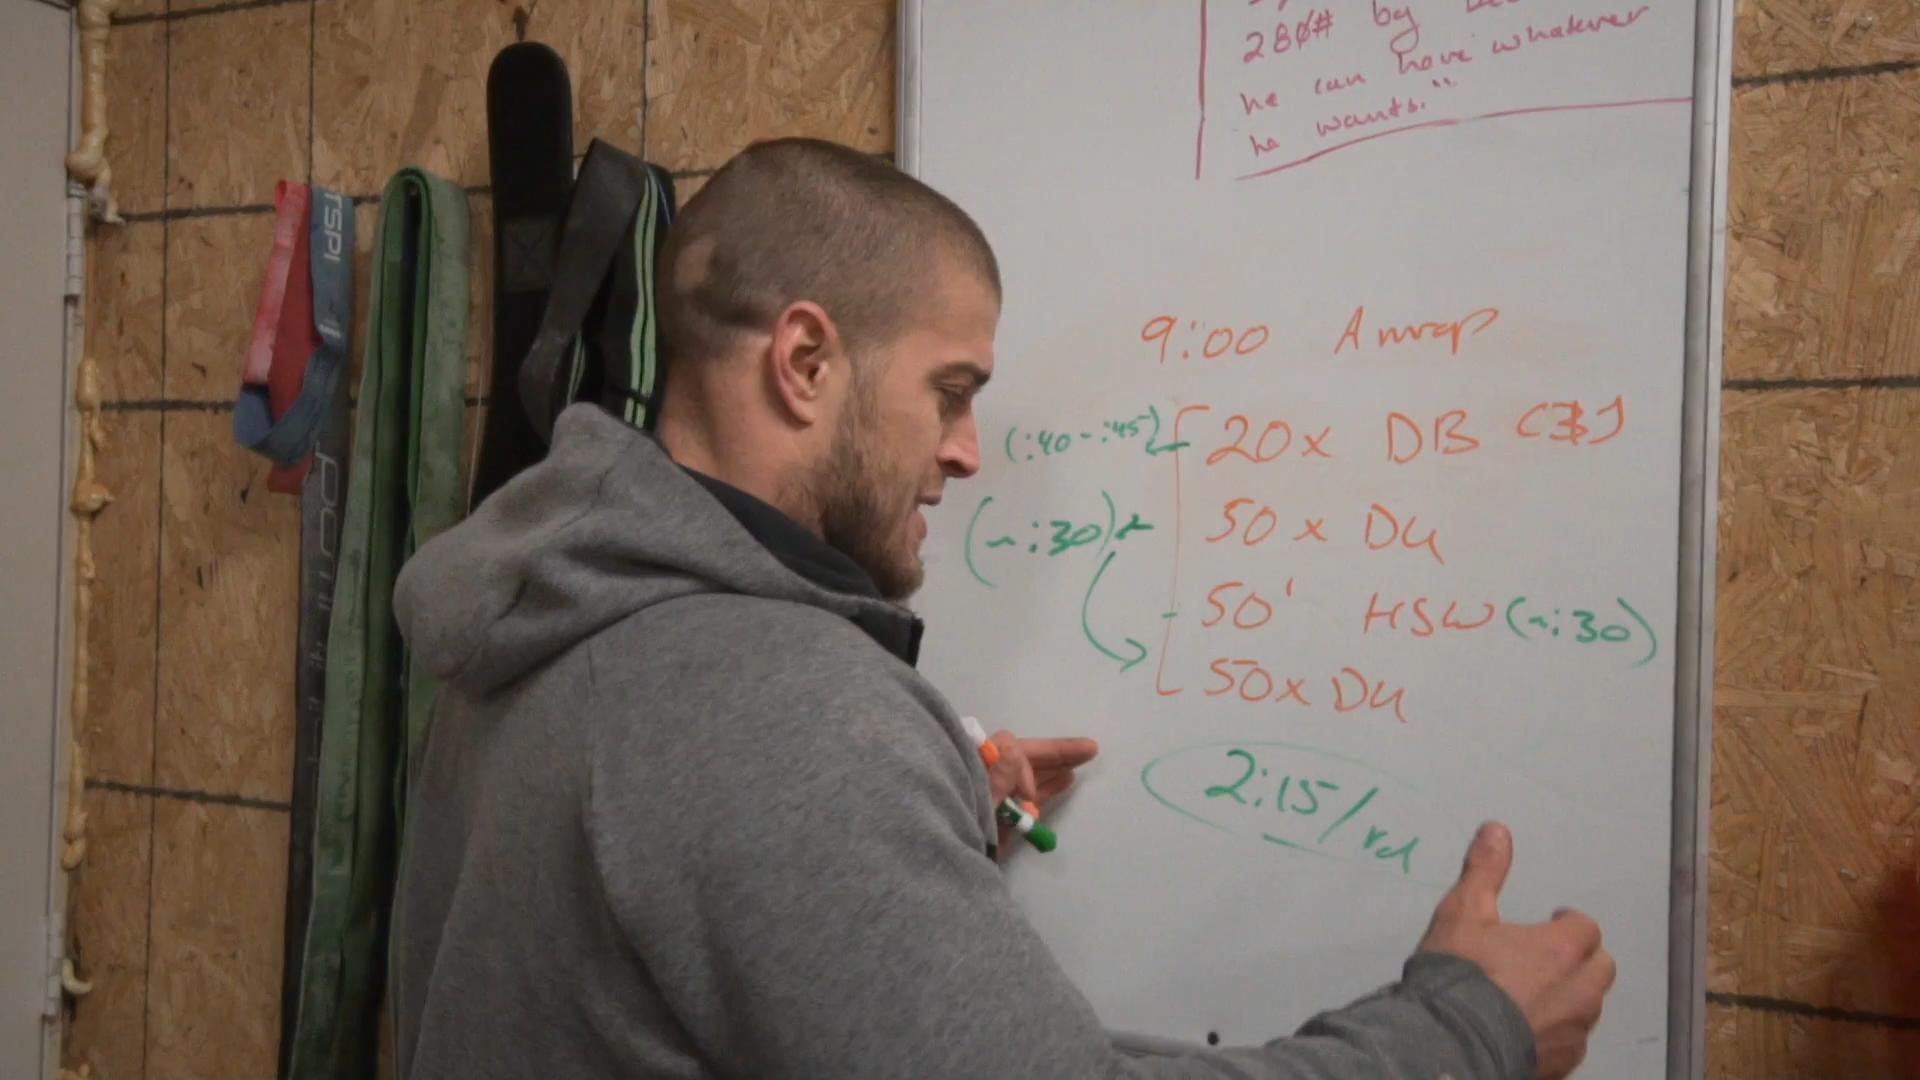 280# by
he can have whatever
he wants."
9:00 Amrap
(:40-:45) 20x DB
(~:30) 50x DU
50' HSW (~:30)
50x DU
2:15/rd